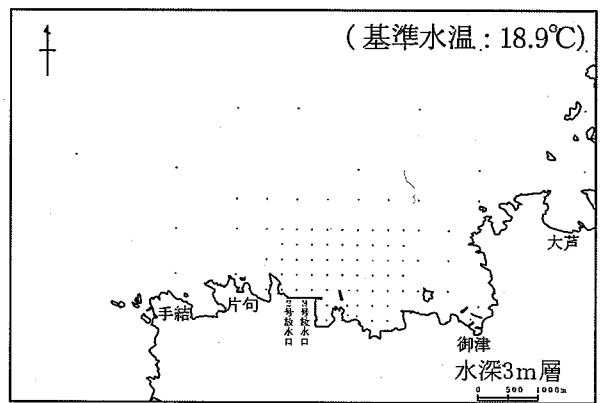 (基準水温：18.9℃)
大芦
片句
手結
2号放水口
3号放水口
御津
水深3m層
0 500 1000m